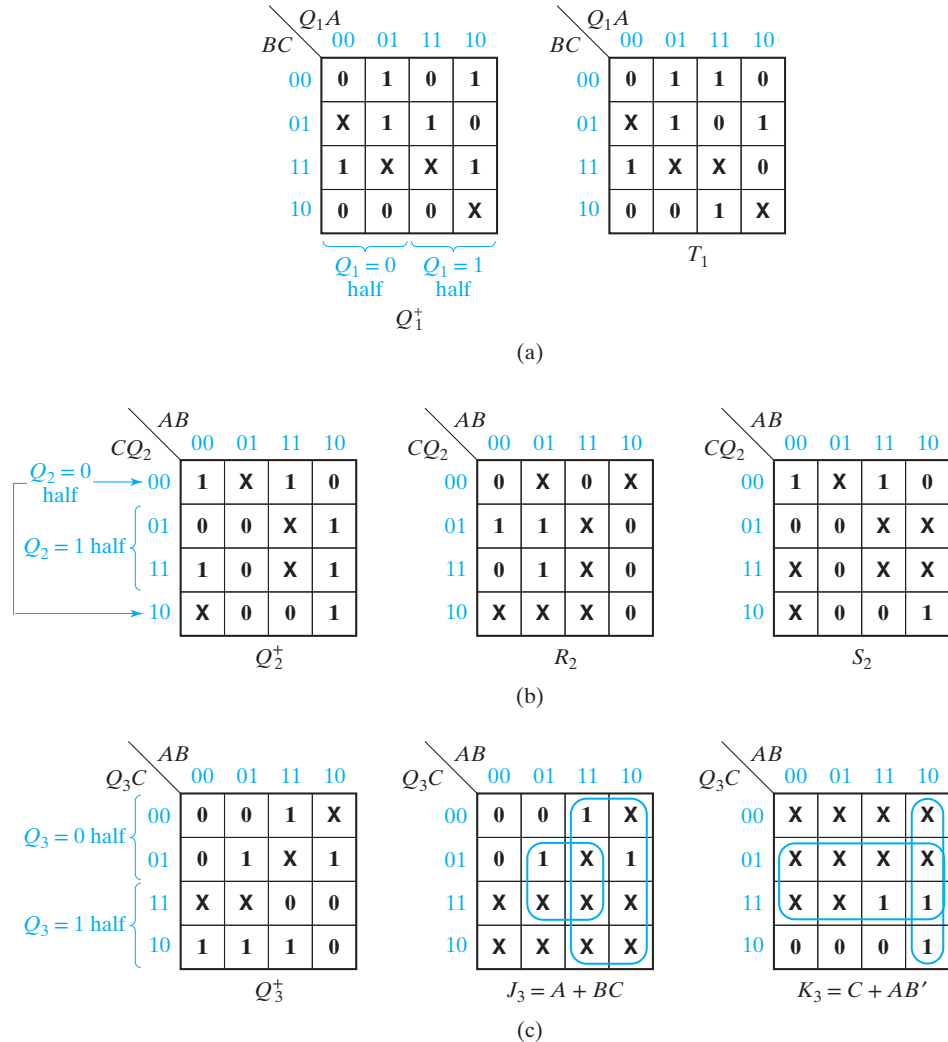 Q₁A Q₁A
BC 00 01 11 10 BC 00 01 11 10
00 0 1 0 1 00 0 1 1 0
01 X 1 1 0 01 X 1 0 1
11 1 X X 1 11 1 X X 0
10 0 0 0 X 10 0 0 1 X
Q₁ = 0 Q₁ = 1 T₁
half half
Q₁⁺
(a)
AB AB AB
CQ₂ 00 01 11 10 CQ₂ 00 01 11 10 CQ₂ 00 01 11 10
Q₂ = 0
half
00 1 X 1 0 00 0 X 0 X 00 1 X 1 0
01 0 0 X 1 01 1 1 X 0 01 0 0 X X
Q₂ = 1 half
11 1 0 X 1 11 0 1 X 0 11 X 0 X X
10 X 0 0 1 10 X X X 0 10 X 0 0 1
Q₂⁺ R₂ S₂
(b)
AB AB AB
Q₃C 00 01 11 10 Q₃C 00 01 11 10 Q₃C 00 01 11 10
00 0 0 1 X 00 0 0 1 X 00 X X X X
Q₃ = 0 half
01 0 1 X 1 01 0 1 X 1 01 X X X X
11 X X 0 0 11 X X X X 11 X X 1 1
Q₃ = 1 half
10 1 1 1 0 10 X X X X 10 0 0 0 1
Q₃⁺ J₃ = A + BC K₃ = C + AB′
(c)